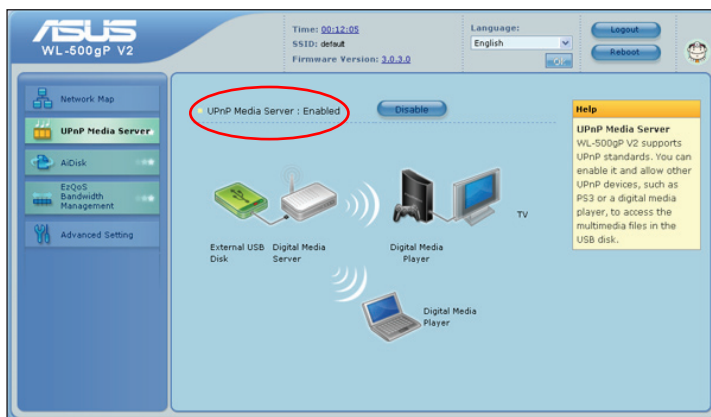 ASUS
WL-500gP V2
Time: 00:12:05
SSID: default
Firmware Version: 3.0.3.0
Language:
English
OK
Logout
Reboot
Network Map
UPnP Media Server
AiDisk
EzQoS
Bandwidth
Management
Advanced Setting
UPnP Media Server : Enabled
Disable
External USB
Disk
Digital Media
Server
Digital Media
Player
TV
Digital Media
Player
Help
UPnP Media Server
WL-500gP V2 supports
UPnP standards. You can
enable it and allow other
UPnP devices, such as
PS3 or a digital media
player, to access the
multimedia files in the
USB disk.